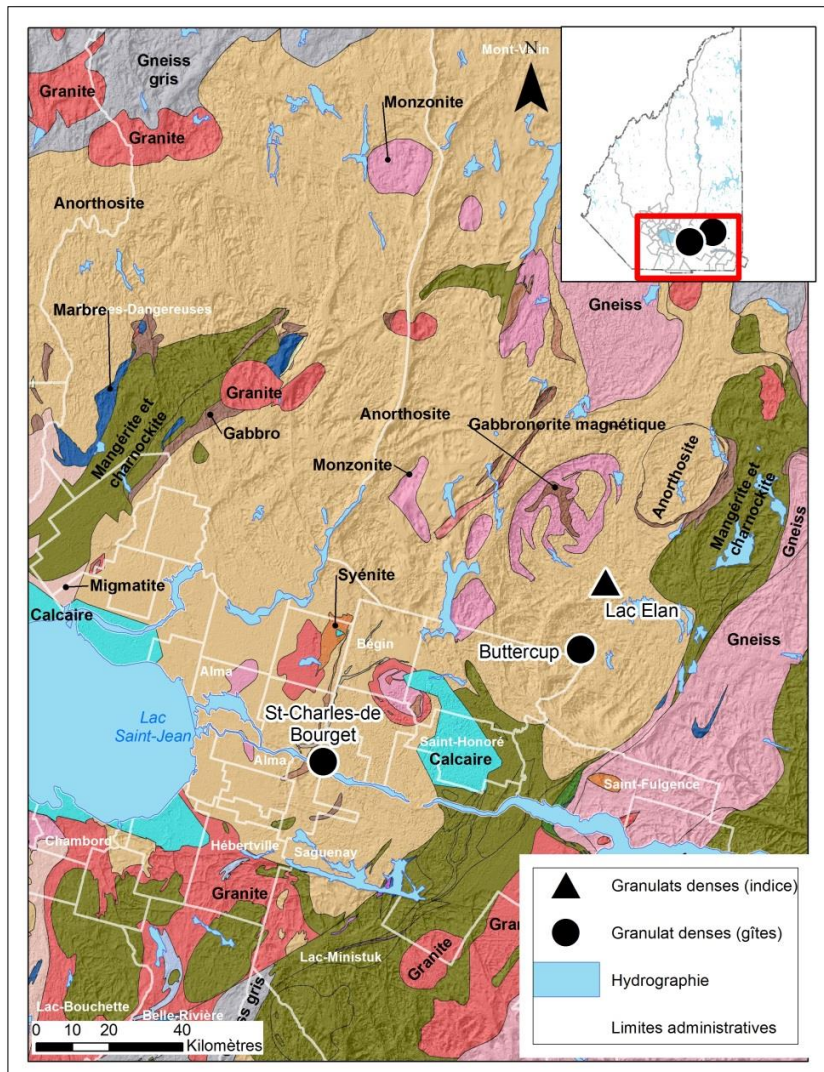 Mont-Valin
N
Gneiss
gris
Granite
Monzonite
Granite
Anorthosite
Gneiss
Marbre
es-Dangereuses
Granite
Anorthosite
Gabbronorite magnétique
Gabbro
Mangérite et
charnockite
Monzonite
Anorthosite
Mangérite et
charnockite
Gneiss
Migmatite
Syénite
Calcaire
Lac Elan
Bégin
Buttercup
Gneiss
Alma
St-Charles-de
Bourget
Lac
Saint-Jean
Saint-Honoré
Alma
Calcaire
Saint-Fulgence
Chambord
Hébertville
Saguenay
Granite
Gran
Granite
Lac-Ministuk
ss gris
Lac-Bouchette
Belle-Rivière
0 10 20 40
Kilomètres
Granulats denses (indice)
Granulat denses (gîtes)
Hydrographie
Limites administratives